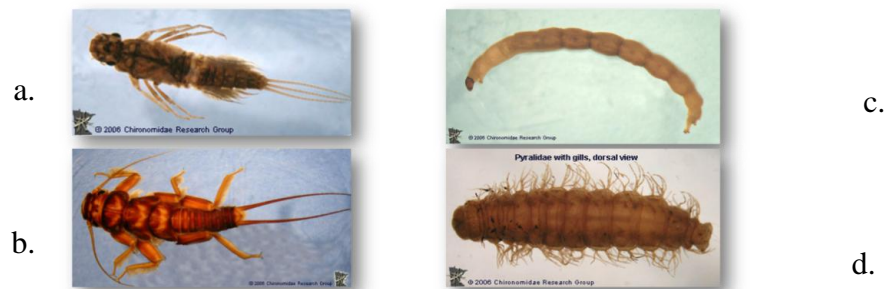 a.
© 2006 Chironomidae Research Group
c.
© 2006 Chironomidae Research Group
b.
© 2006 Chironomidae Research Group
Pyralidae with gills, dorsal view
© 2006 Chironomidae Research Group
d.